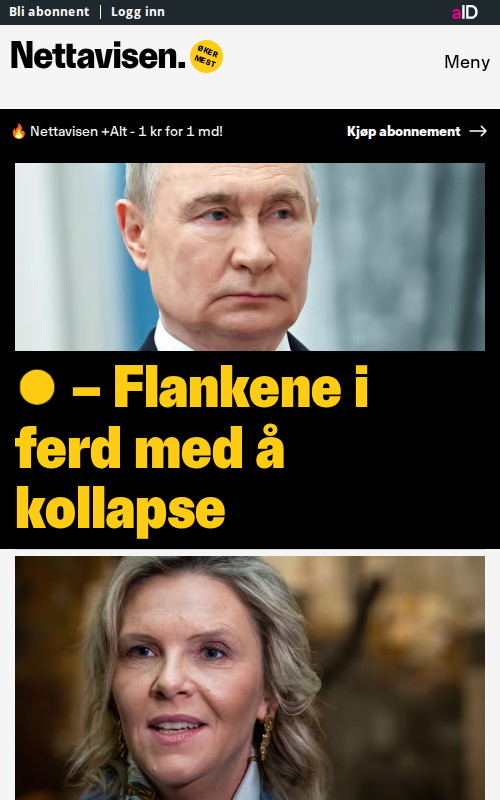 Bli abonnent | Logg inn
aID
Nettavisen.
ØKER
MEST
Meny
🔥 Nettavisen +Alt - 1 kr for 1 md!
Kjøp abonnement →
– Flankene i
ferd med å
kollapse